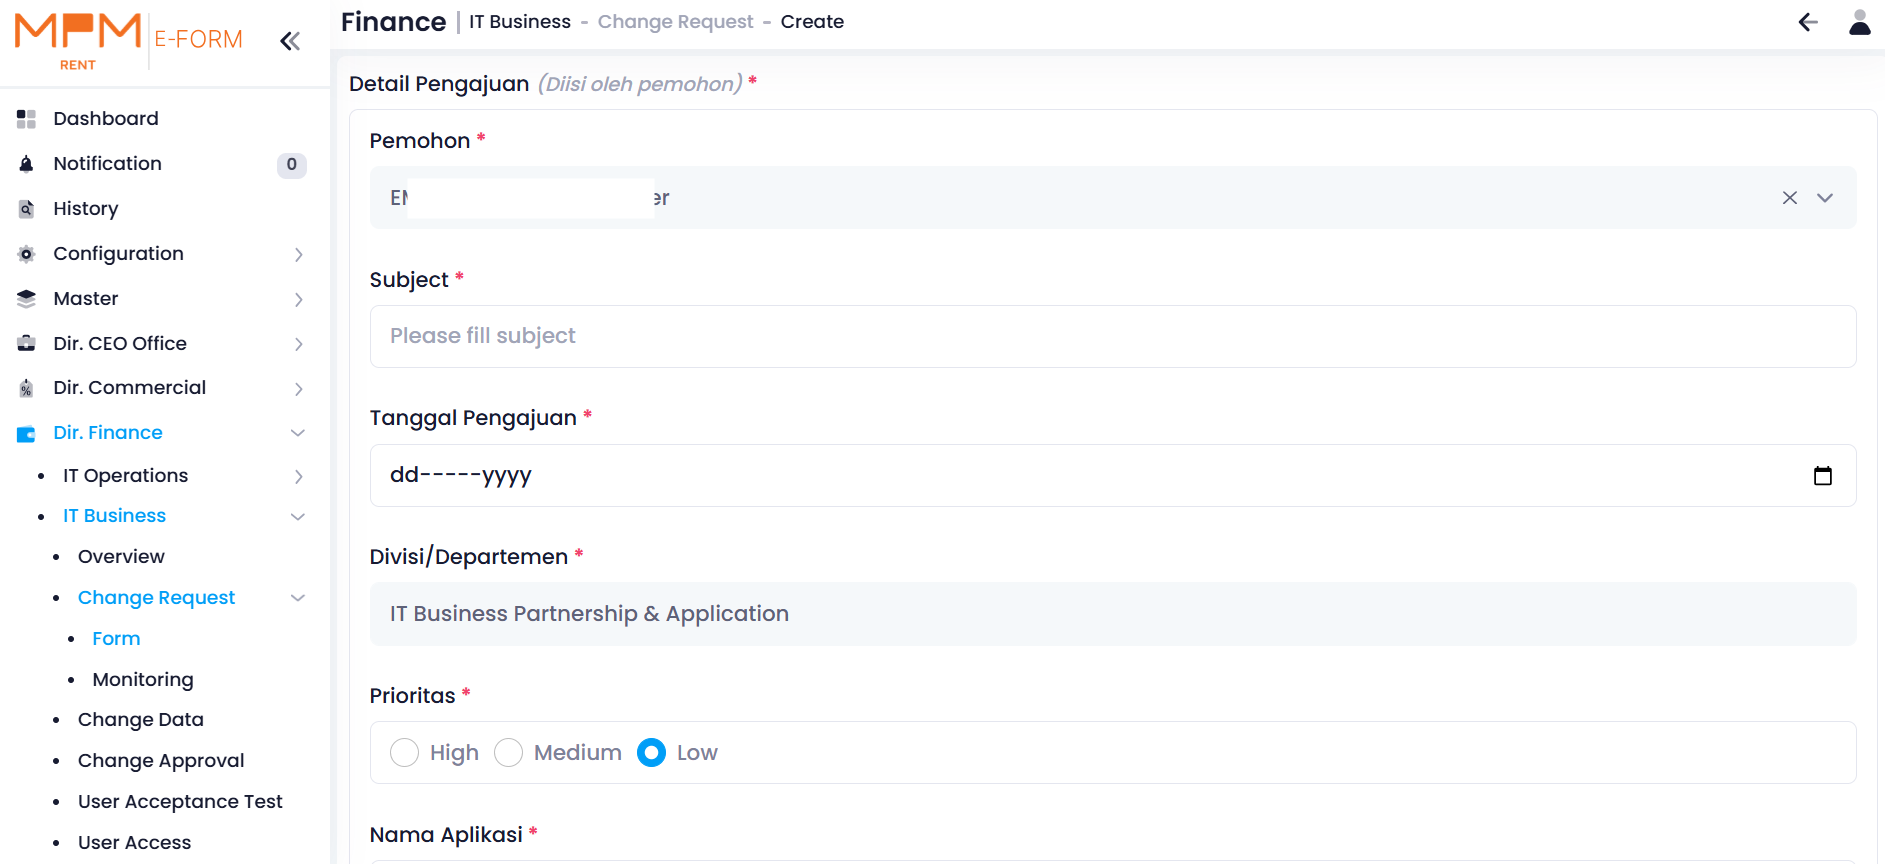 MPM
RENT
E-FORM
Finance | IT Business - Change Request - Create
Dashboard
Notification 0
History
Configuration
Master
Dir. CEO Office
Dir. Commercial
Dir. Finance
IT Operations
IT Business
Overview
Change Request
Form
Monitoring
Change Data
Change Approval
User Acceptance Test
User Access
Detail Pengajuan (Diisi oleh pemohon) *
Pemohon *
Subject *
Please fill subject
Tanggal Pengajuan *
dd-----yyyy
Divisi/Departemen *
IT Business Partnership & Application
Prioritas *
High Medium Low
Nama Aplikasi *